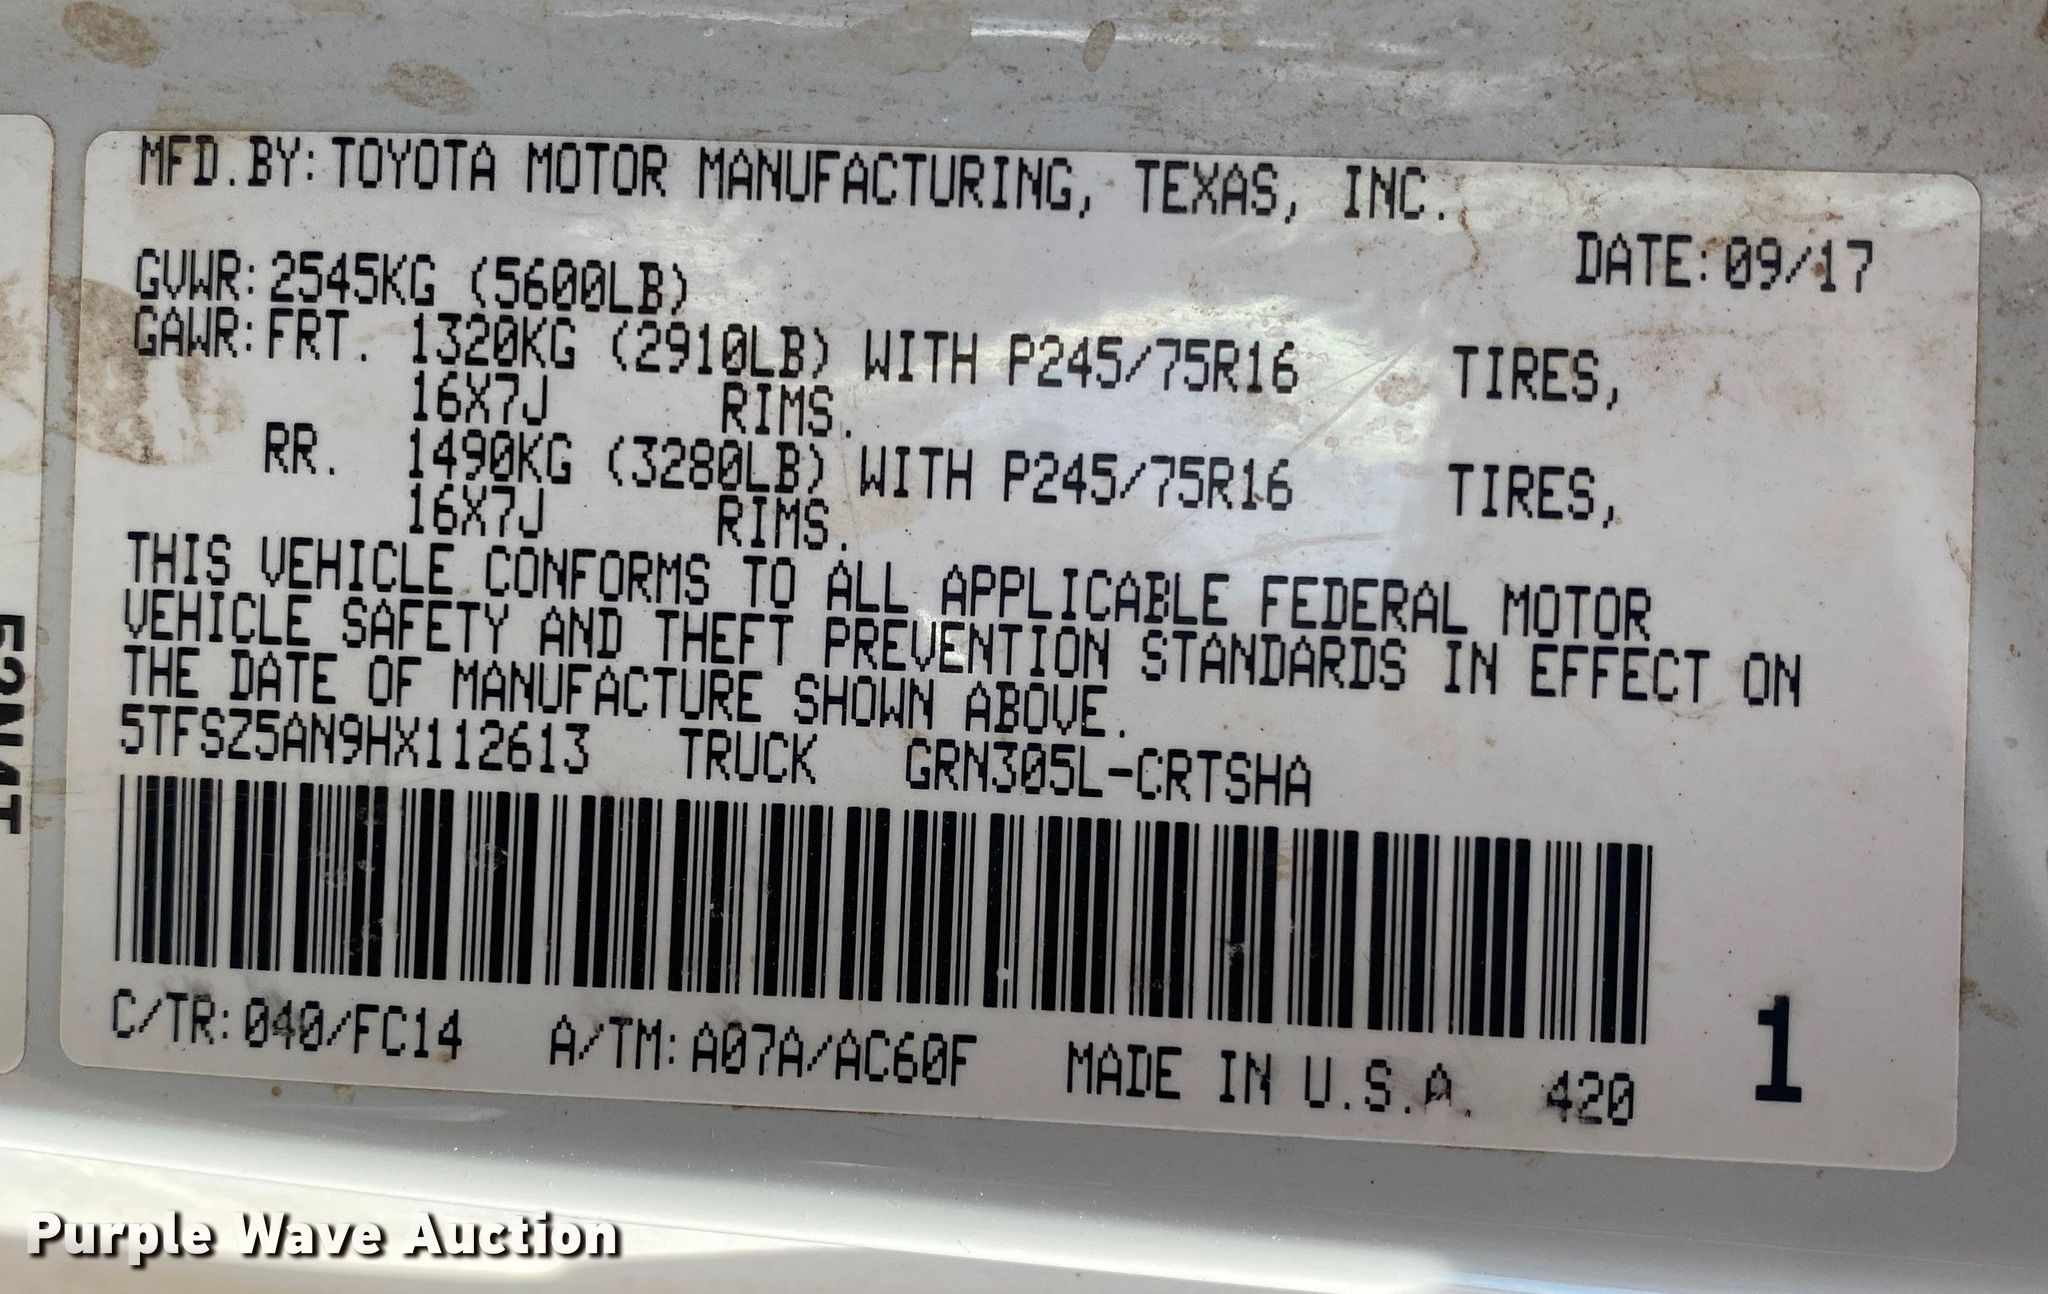 MFD.BY:TOYOTA MOTOR MANUFACTURING, TEXAS, INC.
DATE:09/17
GVWR:2545KG (5600LB)
GAWR:FRT. 1320KG (2910LB) WITH P245/75R16 TIRES,
16X7J RIMS.
RR. 1490KG (3280LB) WITH P245/75R16 TIRES,
16X7J RIMS.
THIS VEHICLE CONFORMS TO ALL APPLICABLE FEDERAL MOTOR
VEHICLE SAFETY AND THEFT PREVENTION STANDARDS IN EFFECT ON
THE DATE OF MANUFACTURE SHOWN ABOVE.
5TFSZ5AN9HX112613 TRUCK GRN305L-CRTSHA
C/TR:040/FC14 A/TM:A07A/AC60F MADE IN U.S.A. 420
1
Purple Wave Auction